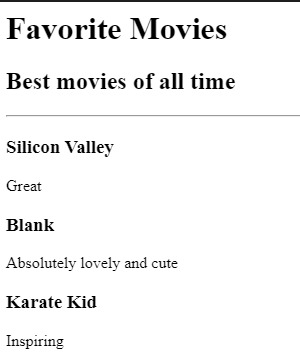 Favorite Movies
Best movies of all time
Silicon Valley
Great
Blank
Absolutely lovely and cute
Karate Kid
Inspiring